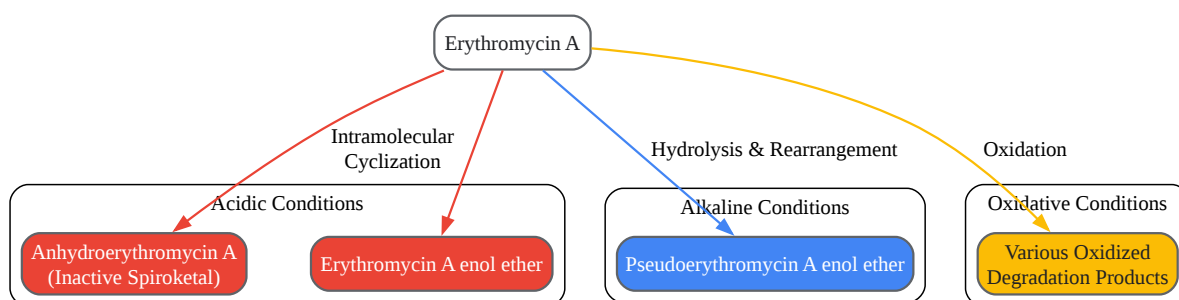 Erythromycin A
Intramolecular
Cyclization
Hydrolysis & Rearrangement
Oxidation
Acidic Conditions
Alkaline Conditions
Oxidative Conditions
Anhydroerythromycin A
(Inactive Spiroketal)
Erythromycin A enol ether
Pseudoerythromycin A enol ether
Various Oxidized
Degradation Products